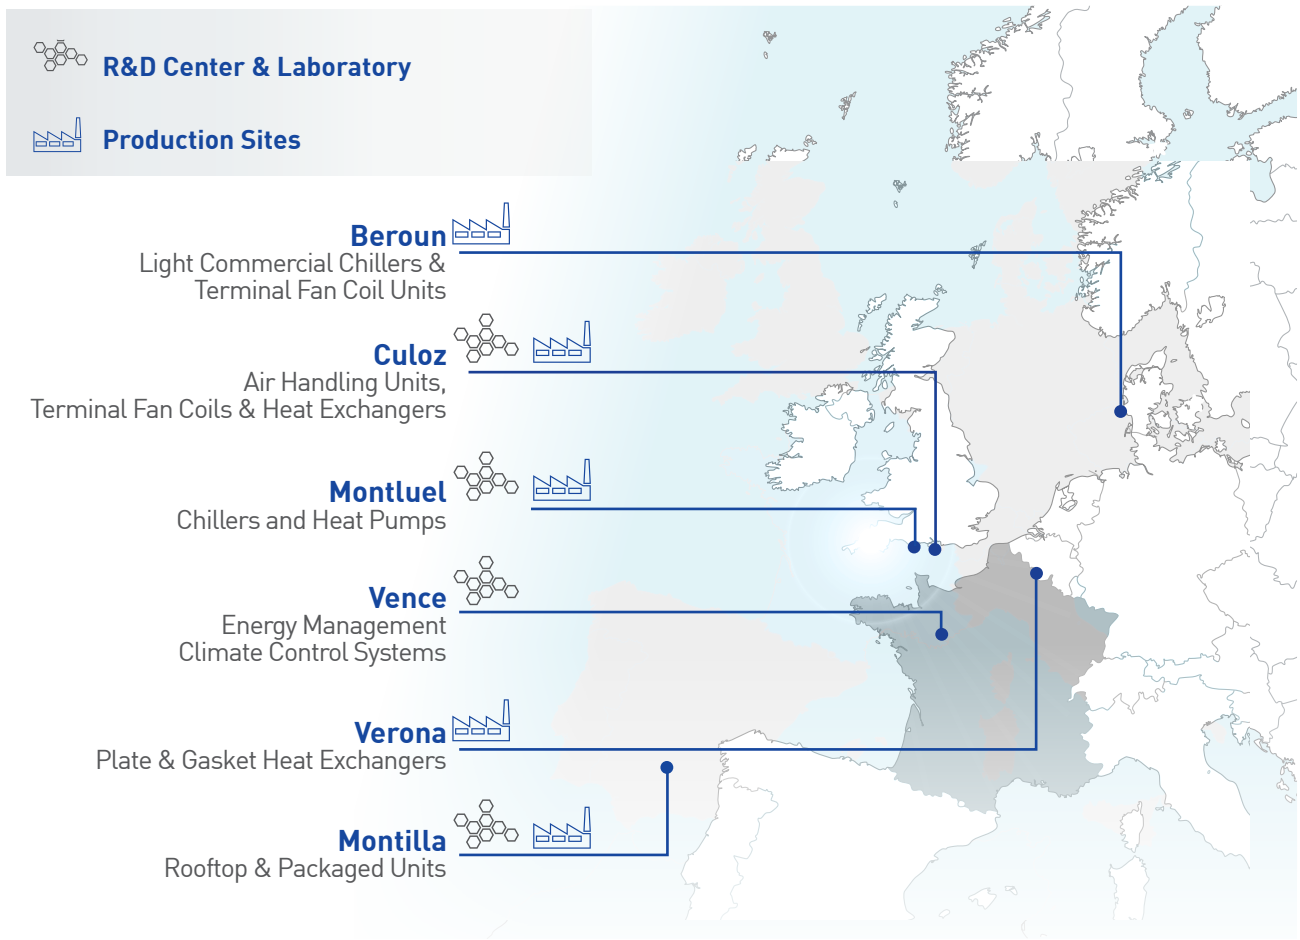 R&D Center & Laboratory
Production Sites
Beroun
Light Commercial Chillers &
Terminal Fan Coil Units
Culoz
Air Handling Units,
Terminal Fan Coils & Heat Exchangers
Montluel
Chillers and Heat Pumps
Vence
Energy Management
Climate Control Systems
Verona
Plate & Gasket Heat Exchangers
Montilla
Rooftop & Packaged Units